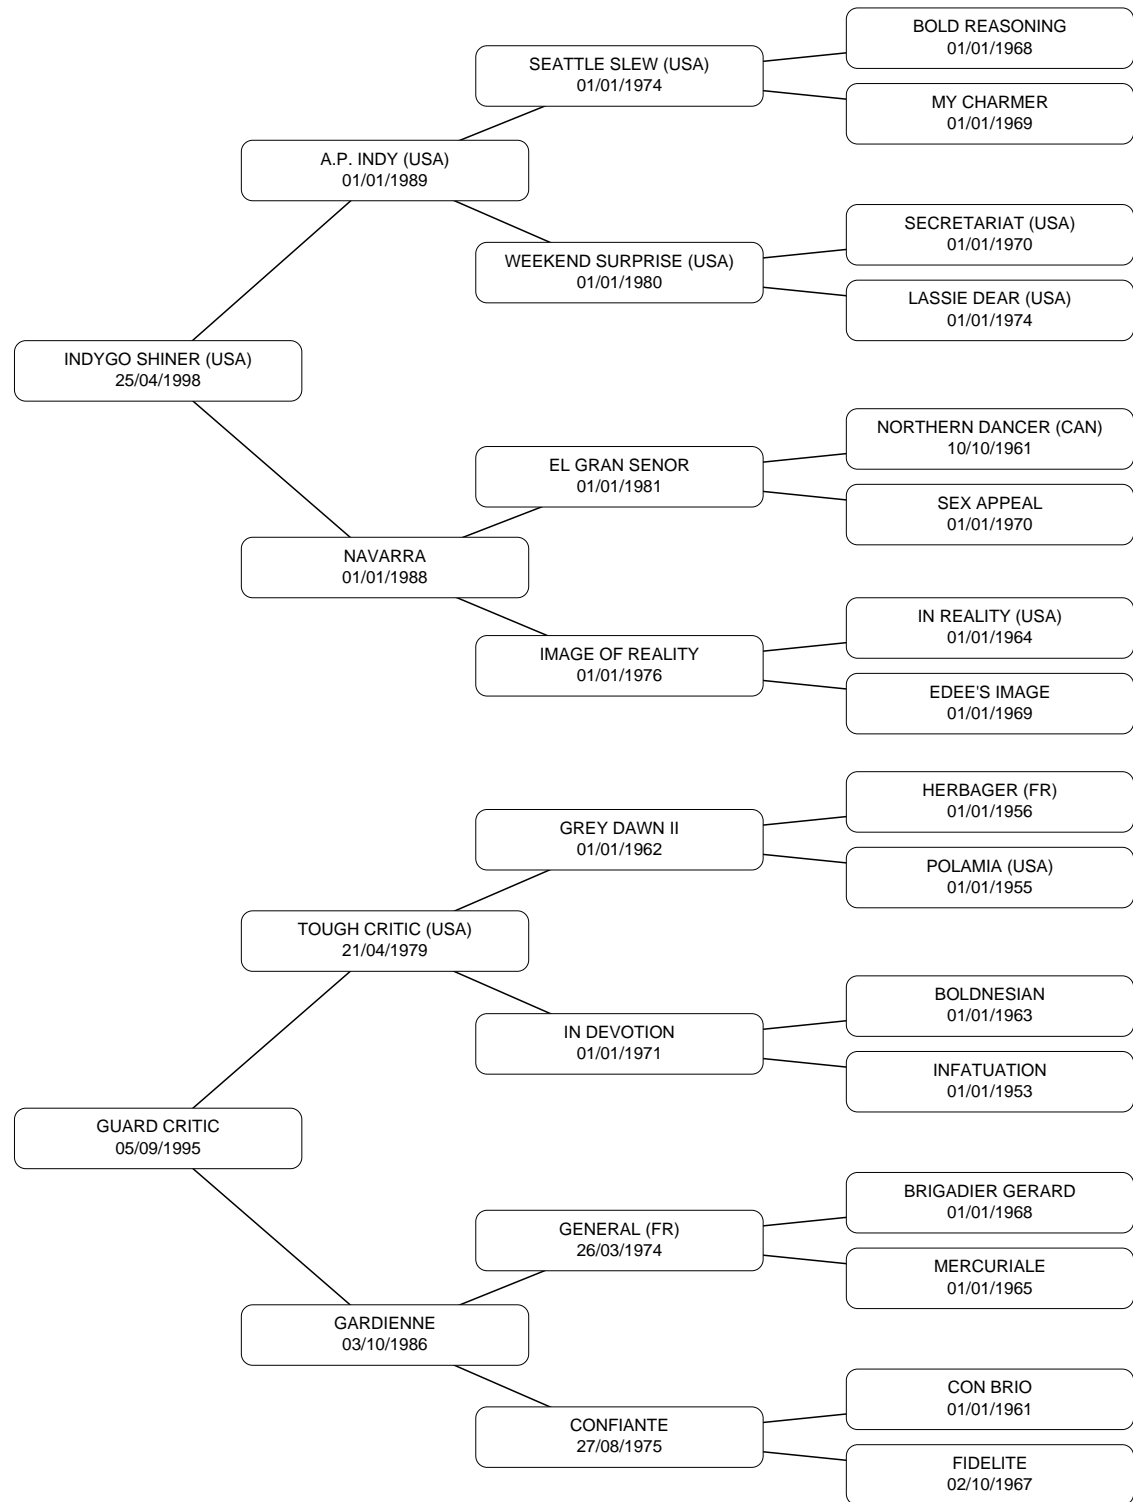 BOLD REASONING
01/01/1968
SEATTLE SLEW (USA)
01/01/1974
MY CHARMER
01/01/1969
A.P. INDY (USA)
01/01/1989
SECRETARIAT (USA)
01/01/1970
WEEKEND SURPRISE (USA)
01/01/1980
LASSIE DEAR (USA)
01/01/1974
INDYGO SHINER (USA)
25/04/1998
NORTHERN DANCER (CAN)
10/10/1961
EL GRAN SENOR
01/01/1981
SEX APPEAL
01/01/1970
NAVARRA
01/01/1988
IN REALITY (USA)
01/01/1964
IMAGE OF REALITY
01/01/1976
EDEE'S IMAGE
01/01/1969
HERBAGER (FR)
01/01/1956
GREY DAWN II
01/01/1962
POLAMIA (USA)
01/01/1955
TOUGH CRITIC (USA)
21/04/1979
BOLDNESIAN
01/01/1963
IN DEVOTION
01/01/1971
INFATUATION
01/01/1953
GUARD CRITIC
05/09/1995
BRIGADIER GERARD
01/01/1968
GENERAL (FR)
26/03/1974
MERCURIALE
01/01/1965
GARDIENNE
03/10/1986
CON BRIO
01/01/1961
CONFIANTE
27/08/1975
FIDELITE
02/10/1967